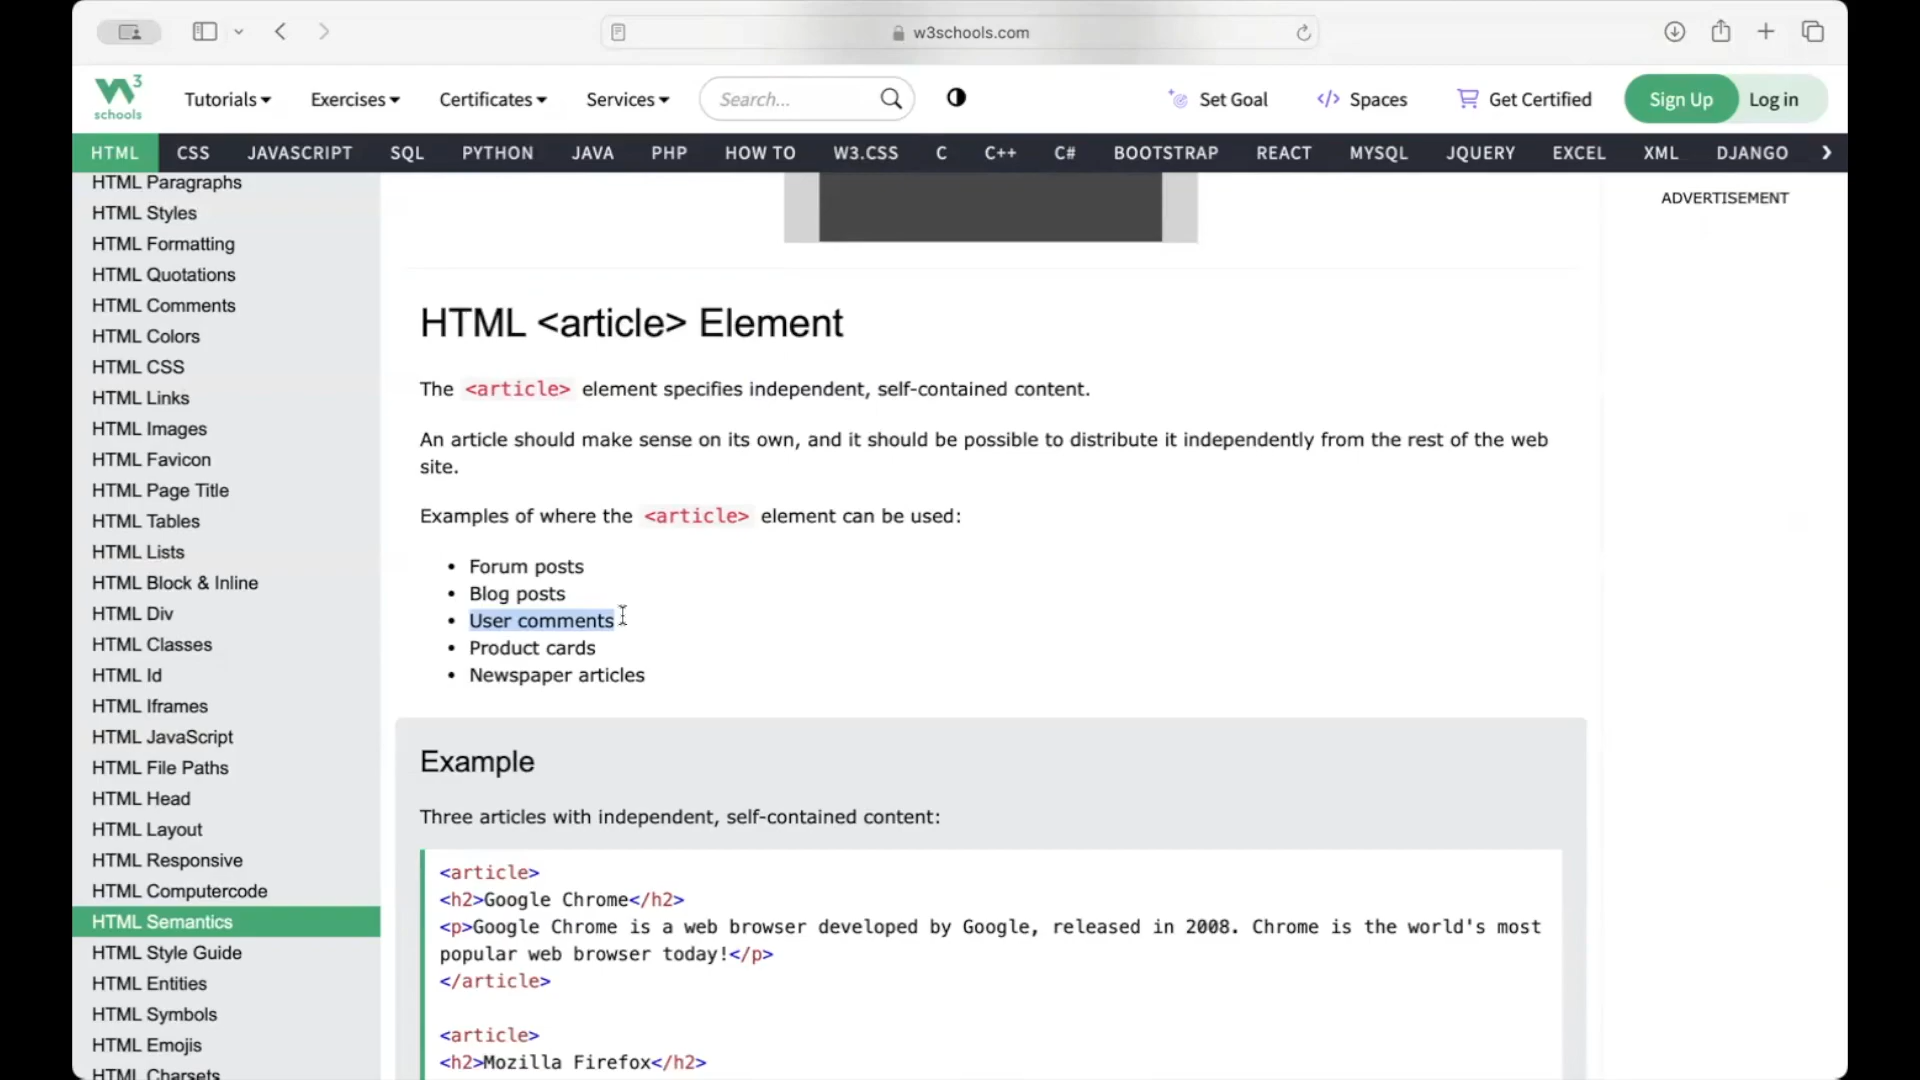 w3schools.com
W3 schools
Tutorials
Exercises
Certificates
Services
Search...
Set Goal
</> Spaces
Get Certified
Sign Up
Log in
HTML CSS JAVASCRIPT SQL PYTHON JAVA PHP HOW TO W3.CSS C C++ C# BOOTSTRAP REACT MYSQL JQUERY EXCEL XML DJANGO
HTML Paragraphs
HTML Styles
HTML Formatting
HTML Quotations
HTML Comments
HTML Colors
HTML CSS
HTML Links
HTML Images
HTML Favicon
HTML Page Title
HTML Tables
HTML Lists
HTML Block & Inline
HTML Div
HTML Classes
HTML Id
HTML Iframes
HTML JavaScript
HTML File Paths
HTML Head
HTML Layout
HTML Responsive
HTML Computercode
HTML Semantics
HTML Style Guide
HTML Entities
HTML Symbols
HTML Emojis
HTML Charsets
HTML <article> Element
The <article> element specifies independent, self-contained content.
An article should make sense on its own, and it should be possible to distribute it independently from the rest of the web
site.
Examples of where the <article> element can be used:
• Forum posts
• Blog posts
• User comments
• Product cards
• Newspaper articles
Example
Three articles with independent, self-contained content:
<article>
<h2>Google Chrome</h2>
<p>Google Chrome is a web browser developed by Google, released in 2008. Chrome is the world's most
popular web browser today!</p>
</article>
<article>
<h2>Mozilla Firefox</h2>
ADVERTISEMENT